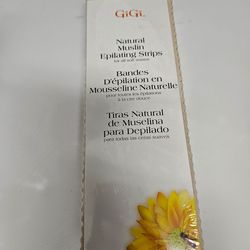 GiGi
Natural
Muslin
Epilating Strips
for all soft waxes
Bandes
D'épilation en
Mousseline Naturelle
pour toutes les épilations
à la cire douce
Tiras Natural
de Muselina
para Depilado
para todas las ceras suaves